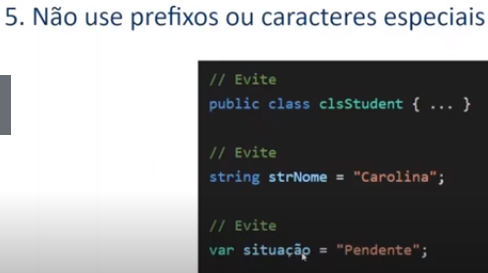 5. Não use prefixos ou caracteres especiais
// Evite
public class clsStudent { ... }
// Evite
string strNome = "Carolina";
// Evite
var situação = "Pendente";